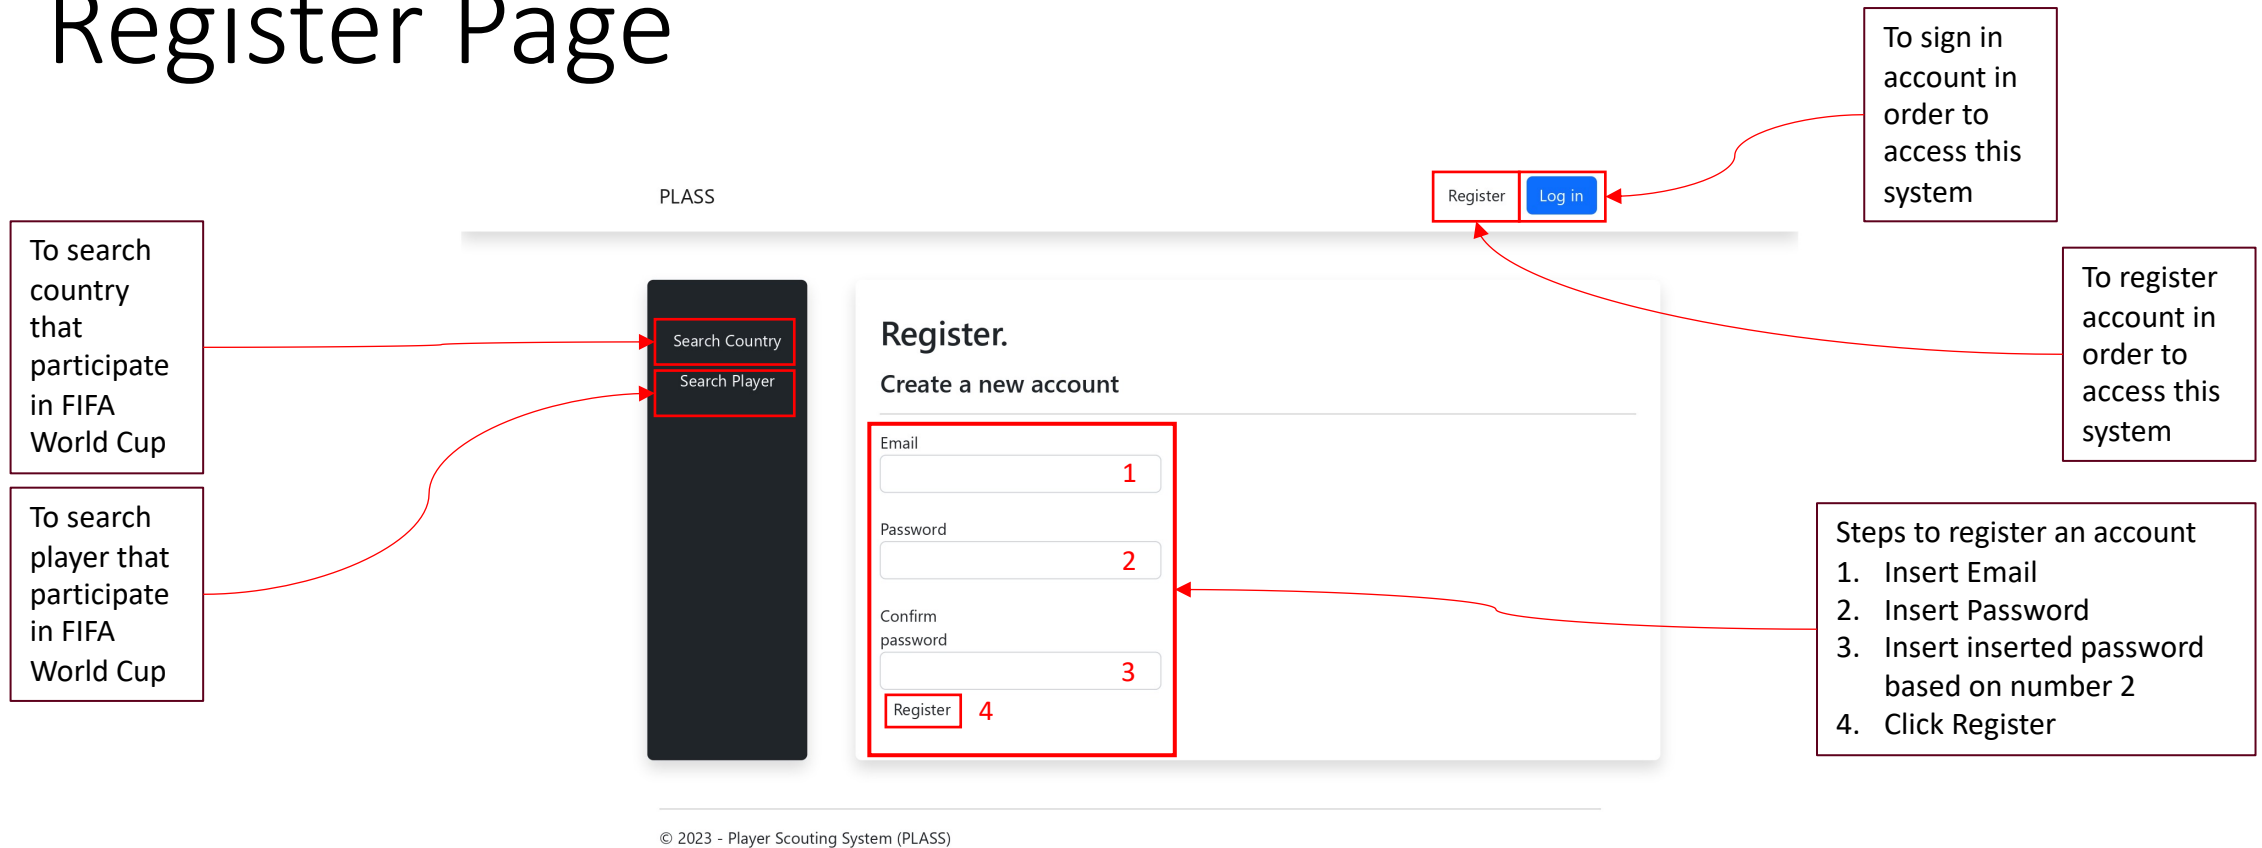 Register Page
To sign in
account in
order to
access this
system
PLASS
Register
Log in
To search
country
that
participate
in FIFA
World Cup
To register
account in
order to
access this
system
Search Country
Search Player
Register.
Create a new account
Email
1
Password
2
Confirm
password
3
Register
4
To search
player that
participate
in FIFA
World Cup
Steps to register an account
1. Insert Email
2. Insert Password
3. Insert inserted password
based on number 2
4. Click Register
© 2023 - Player Scouting System (PLASS)